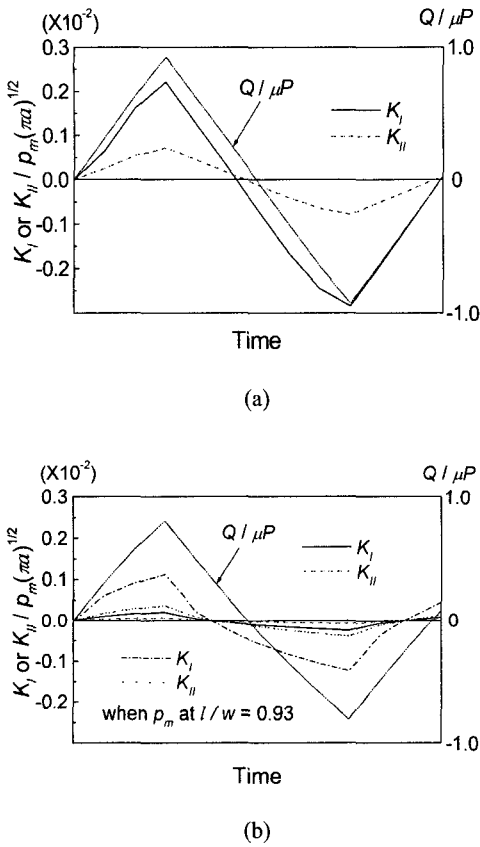 (X10⁻²)
Q / μP
0.3
1.0
0.2
Q / μP
K_I
0.1
K_II
0.0
0
-0.1
-0.2
-1.0
K_I or K_II / p_m(πa)^1/2
Time
(a)
(X10⁻²)
Q / μP
0.3
1.0
0.2
Q / μP
K_I
0.1
K_II
0.0
0
K_I
-0.1
K_II
-0.2
when p_m at l / w = 0.93
-1.0
K_I or K_II / p_m(πa)^1/2
Time
(b)